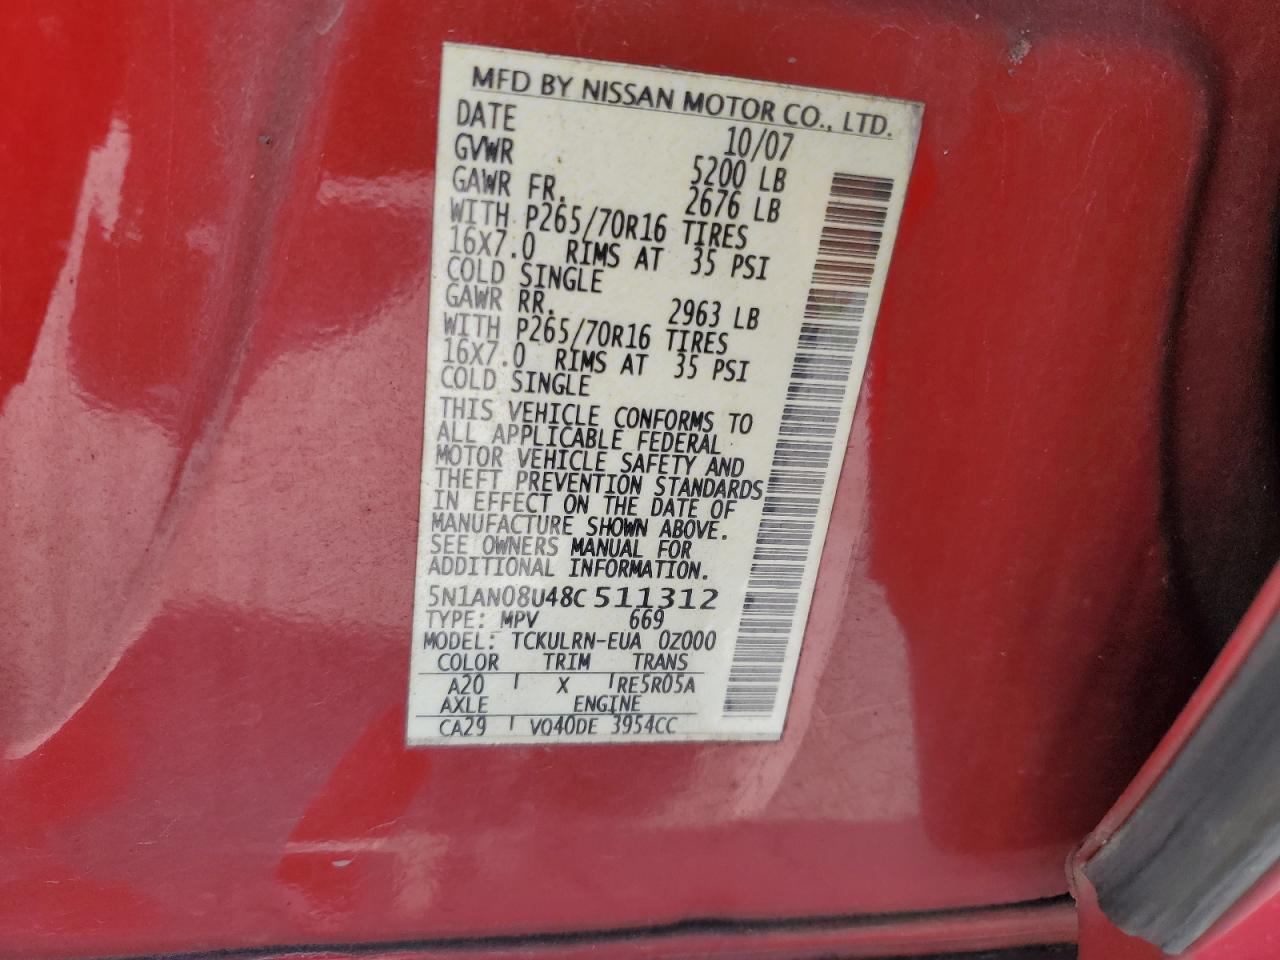 MFD BY NISSAN MOTOR CO., LTD.
DATE 10/07
GVWR 5200 LB
GAWR FR. 2676 LB
WITH P265/70R16 TIRES
16X7.0 RIMS AT 35 PSI
COLD SINGLE
GAWR RR. 2963 LB
WITH P265/70R16 TIRES
16X7.0 RIMS AT 35 PSI
COLD SINGLE
THIS VEHICLE CONFORMS TO
ALL APPLICABLE FEDERAL
MOTOR VEHICLE SAFETY AND
THEFT PREVENTION STANDARDS
IN EFFECT ON THE DATE OF
MANUFACTURE SHOWN ABOVE.
SEE OWNERS MANUAL FOR
ADDITIONAL INFORMATION.
5N1AN08U48C511312
TYPE: MPV 669
MODEL: TCKULRN-EUA 0Z000
COLOR TRIM TRANS
A20 X RE5R05A
AXLE ENGINE
CA29 VQ40DE 3954CC